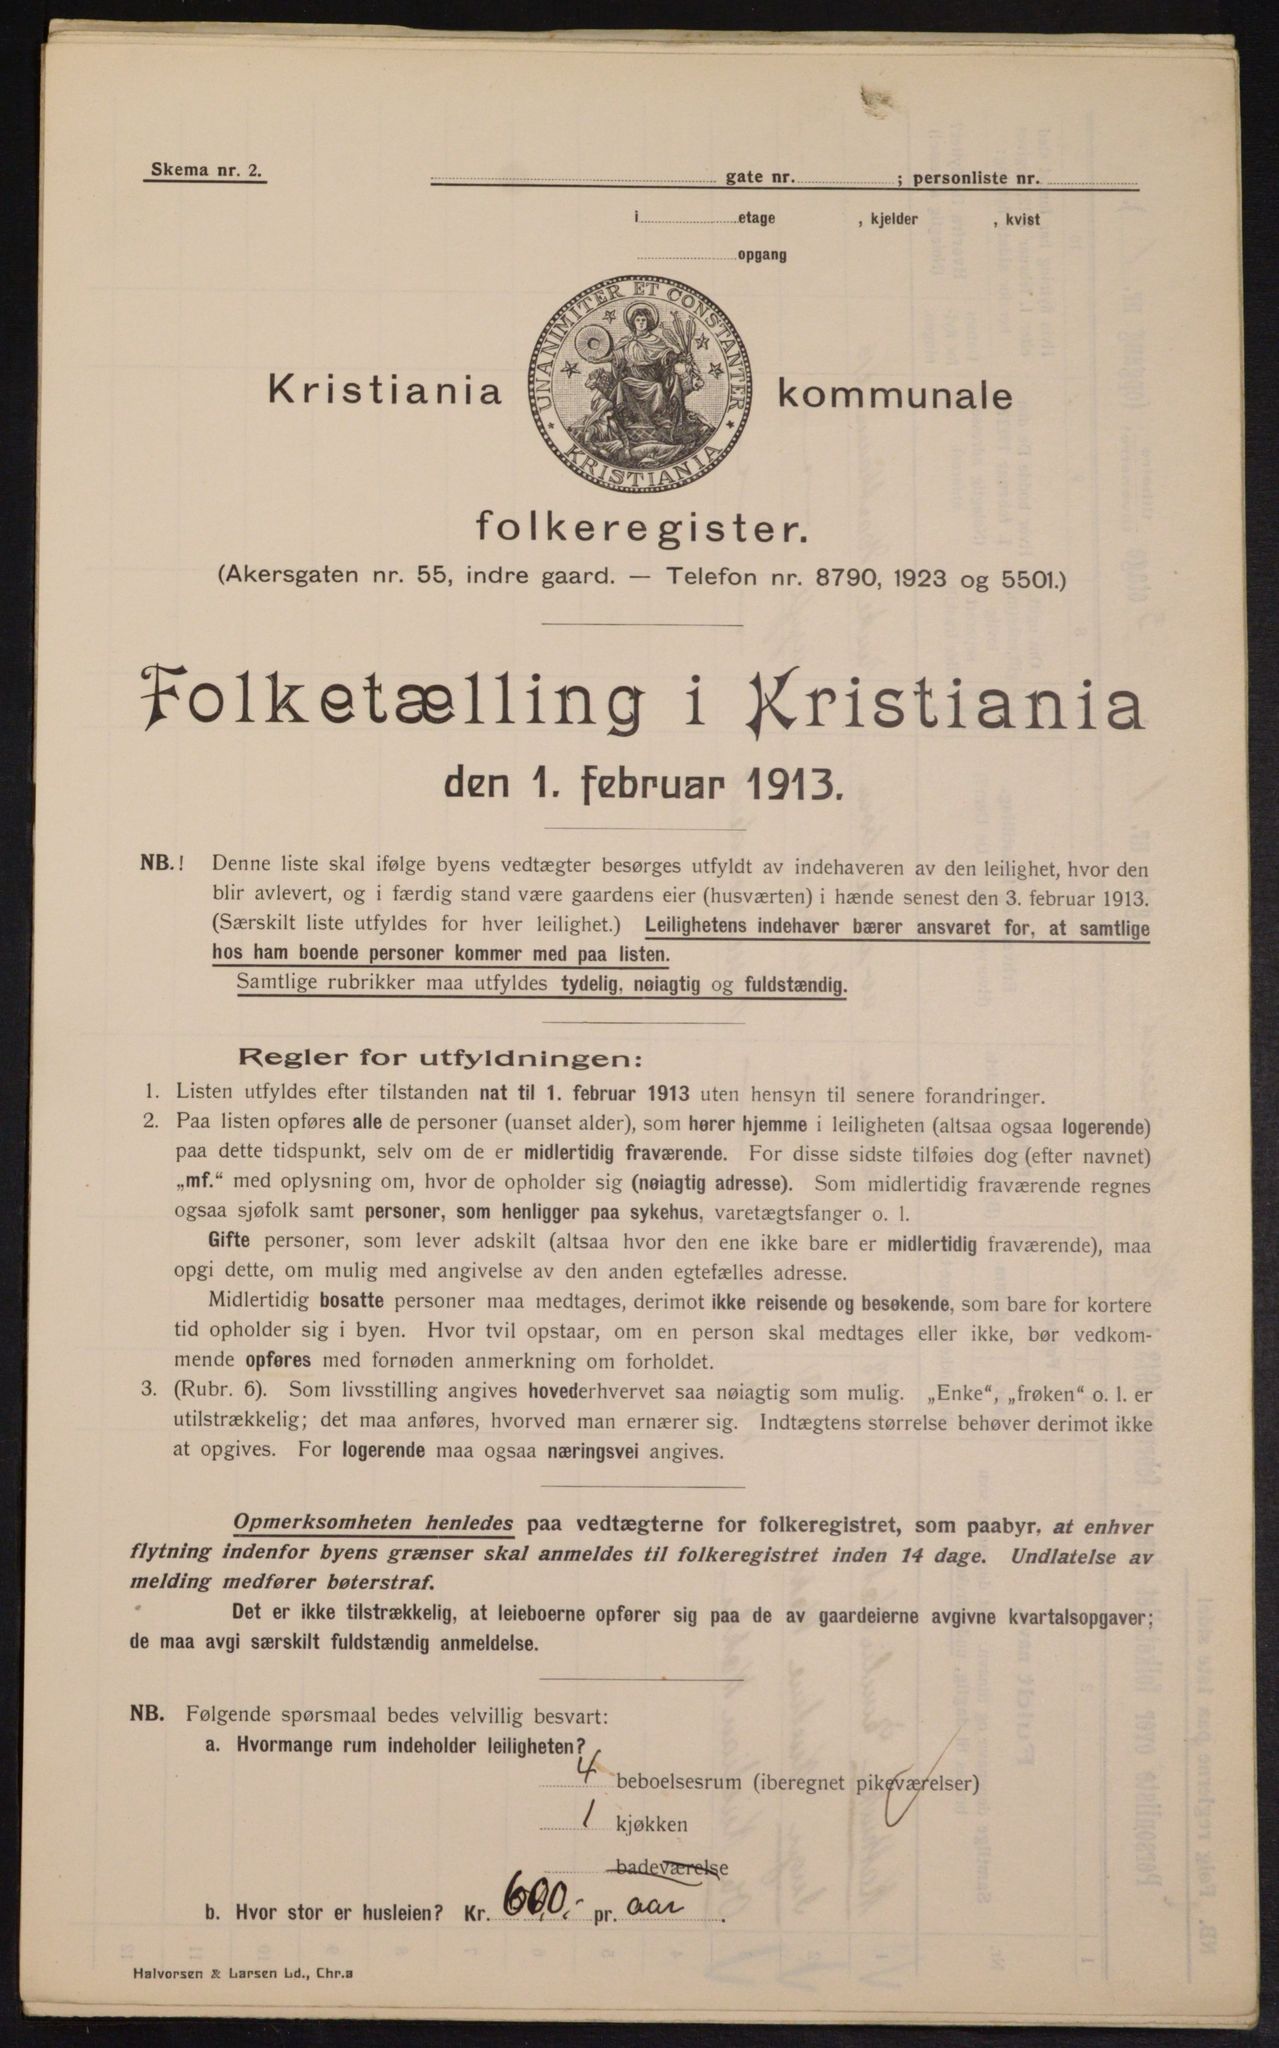 Skema nr. 2.
gate nr. ; personliste nr.
i etage , kjelder , kvist
opgang
UNANIMITER ET CONSTANTER
KRISTIANIA
Kristiania kommunale
folkeregister.
(Akersgaten nr. 55, indre gaard. — Telefon nr. 8790, 1923 og 5501.)
Folketælling i Kristiania
den 1. februar 1913.
NB.! Denne liste skal ifølge byens vedtægter besørges utfyldt av indehaveren av den leilighet, hvor den
blir avlevert, og i færdig stand være gaardens eier (husværten) i hænde senest den 3. februar 1913.
(Særskilt liste utfyldes for hver leilighet.) Leilighetens indehaver bærer ansvaret for, at samtlige
hos ham boende personer kommer med paa listen.
Samtlige rubrikker maa utfyldes tydelig, nøiagtig og fuldstændig.
Regler for utfyldningen:
1. Listen utfyldes efter tilstanden nat til 1. februar 1913 uten hensyn til senere forandringer.
2. Paa listen opføres alle de personer (uanset alder), som hører hjemme i leiligheten (altsaa ogsaa logerende)
paa dette tidspunkt, selv om de er midlertidig fraværende. For disse sidste tilføies dog (efter navnet)
„mf.“ med oplysning om, hvor de opholder sig (nøiagtig adresse). Som midlertidig fraværende regnes
ogsaa sjøfolk samt personer, som henligger paa sykehus, varetægtsfanger o. l.
Gifte personer, som lever adskilt (altsaa hvor den ene ikke bare er midlertidig fraværende), maa
opgi dette, om mulig med angivelse av den anden egtefælles adresse.
Midlertidig bosatte personer maa medtages, derimot ikke reisende og besøkende, som bare for kortere
tid opholder sig i byen. Hvor tvil opstaar, om en person skal medtages eller ikke, bør vedkom-
mende opføres med fornøden anmerkning om forholdet.
3. (Rubr. 6). Som livsstilling angives hovederhvervet saa nøiagtig som mulig. „Enke“, „frøken“ o. l. er
utilstrækkelig; det maa anføres, hvorved man ernærer sig. Indtægtens størrelse behøver derimot ikke
at opgives. For logerende maa ogsaa næringsvei angives.
Opmerksomheten henledes paa vedtægterne for folkeregistret, som paabyr, at enhver
flytning indenfor byens grænser skal anmeldes til folkeregistret inden 14 dage. Undlatelse av
melding medfører bøterstraf.
Det er ikke tilstrækkelig, at leieboerne opfører sig paa de av gaardeierne avgivne kvartalsopgaver;
de maa avgi særskilt fuldstændig anmeldelse.
NB. Følgende spørsmaal bedes velvillig besvart:
a. Hvormange rum indeholder leiligheten?
4 beboelsesrum (iberegnet pikeværelser)
1 kjøkken
badeværelse
b. Hvor stor er husleien? Kr. 600,- pr. aar.
Halvorsen & Larsen Ld., Chr.a